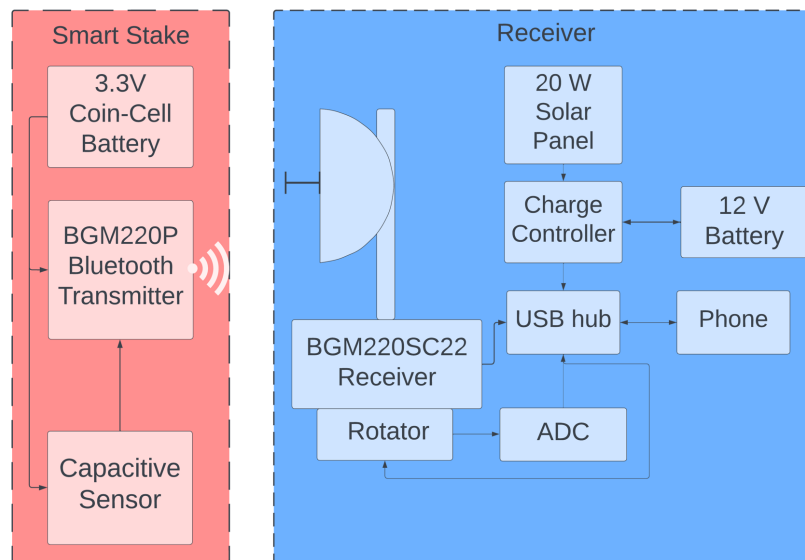 Smart Stake
3.3V
Coin-Cell
Battery
BGM220P
Bluetooth
Transmitter
Capacitive
Sensor
Receiver
20 W
Solar
Panel
Charge
Controller
12 V
Battery
USB hub
Phone
BGM220SC22
Receiver
Rotator
ADC